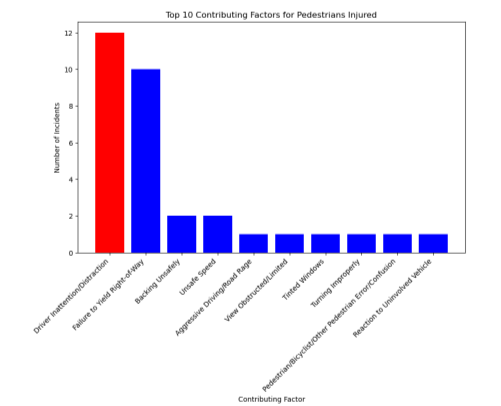 Top 10 Contributing Factors for Pedestrians Injured
Number of Incidents
12
10
8
6
4
2
0
Driver Inattention/Distraction
Failure to Yield Right-of-Way
Backing Unsafely
Unsafe Speed
Aggressive Driving/Road Rage
View Obstructed/Limited
Tinted Windows
Turning Improperly
Pedestrian/Bicyclist/Other Pedestrian Error/Confusion
Reaction to Uninvolved Vehicle
Contributing Factor